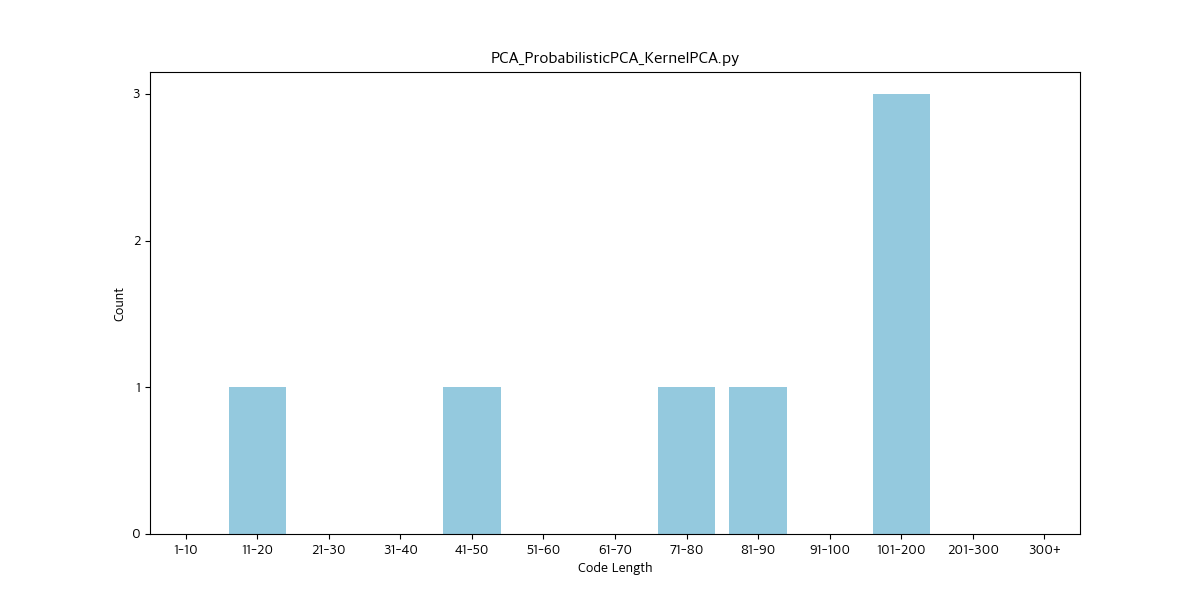 PCA_ProbabilisticPCA_KernelPCA.py
3
2
1
0
Count
1-10 11-20 21-30 31-40 41-50 51-60 61-70 71-80 81-90 91-100 101-200 201-300 300+
Code Length